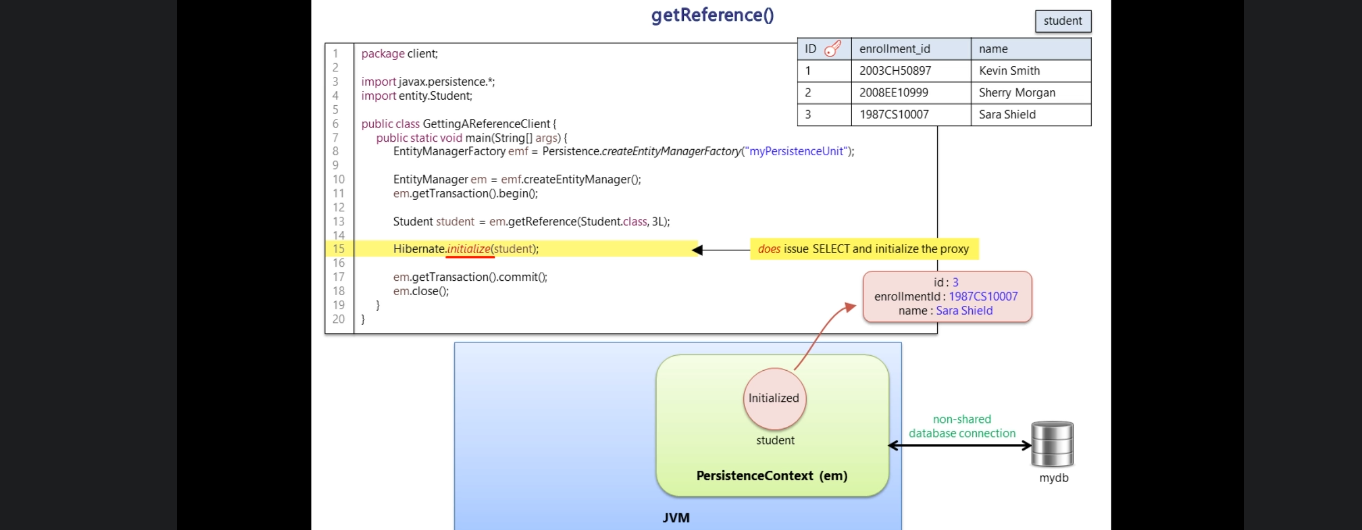 getReference()
student
ID enrollment_id name
1 2003CH50897 Kevin Smith
2 2008EE10999 Sherry Morgan
3 1987CS10007 Sara Shield
1 package client;
2
3 import javax.persistence.*;
4 import entity.Student;
5
6 public class GettingAReferenceClient {
7 public static void main(String[] args) {
8 EntityManagerFactory emf = Persistence.createEntityManagerFactory("myPersistenceUnit");
9
10 EntityManager em = emf.createEntityManager();
11 em.getTransaction().begin();
12
13 Student student = em.getReference(Student.class, 3L);
14
15 Hibernate.initialize(student);
does issue SELECT and initialize the proxy
16
17 em.getTransaction().commit();
18 em.close();
19 }
20 }
id : 3
enrollmentId : 1987CS10007
name : Sara Shield
Initialized
student
PersistenceContext (em)
JVM
non-shared
database connection
mydb